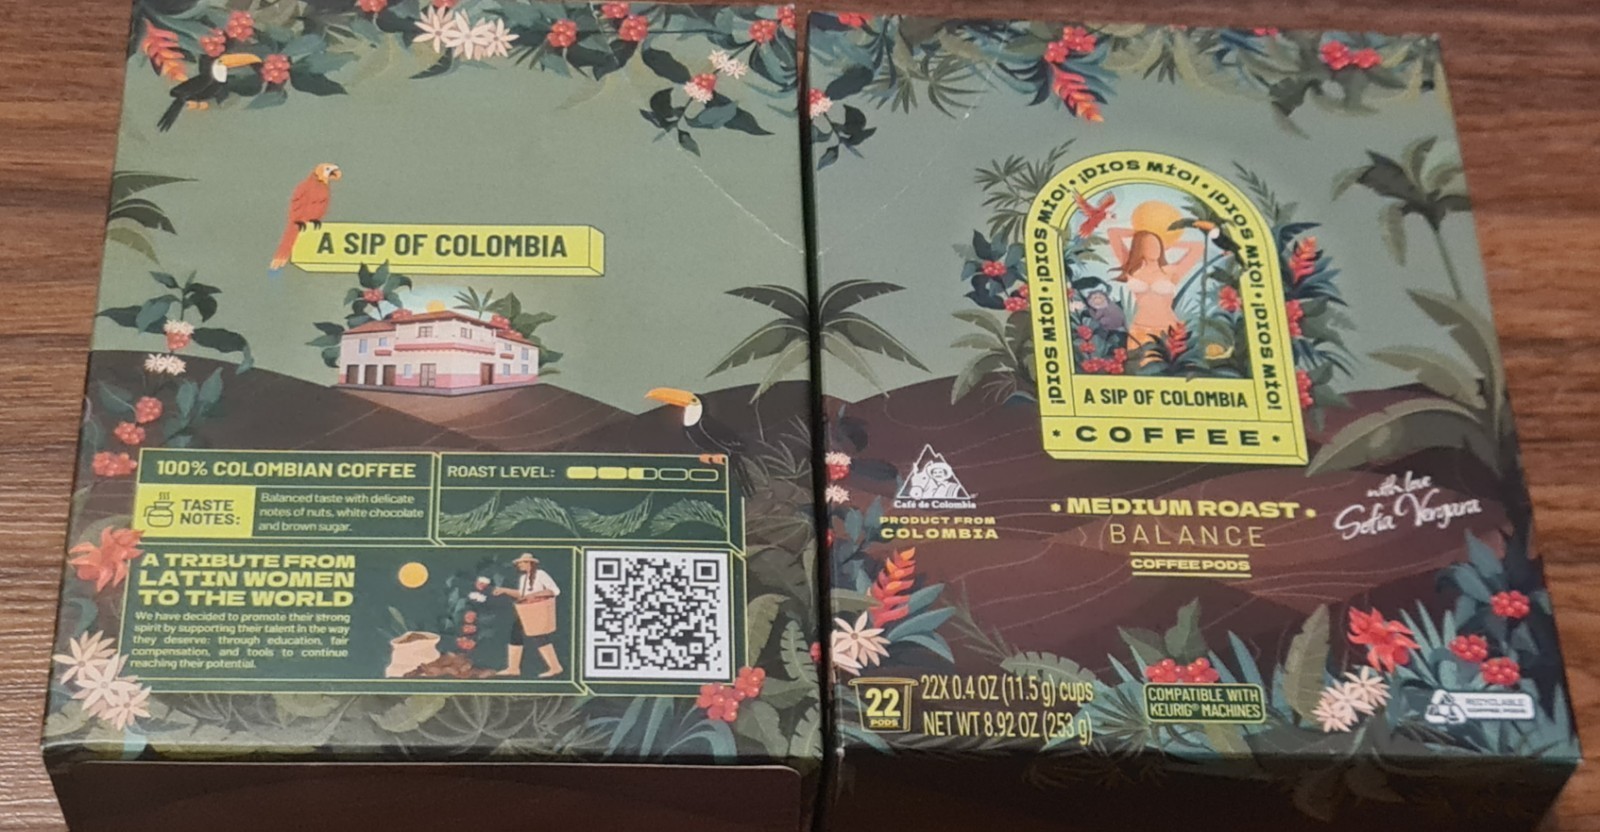 A SIP OF COLOMBIA
100% COLOMBIAN COFFEE
ROAST LEVEL:
TASTE
NOTES:
Balanced taste with delicate
notes of nuts, white chocolate
and brown sugar.
A TRIBUTE FROM
LATIN WOMEN
TO THE WORLD
We have decided to promote their strong
spirit by supporting their talent in the way
they deserve: through education, fair
compensation, and tools to continue
reaching their potential.
¡DIOS MÍO! • ¡DIOS MÍO! • ¡DIOS MÍO! • ¡DIOS MÍO! • ¡DIOS MÍO!
A SIP OF COLOMBIA
• COFFEE •
Café de Colombia
PRODUCT FROM
COLOMBIA
• MEDIUM ROAST •
BALANCE
COFFEE PODS
with love
Sofia Vergara
22
PODS
22X 0.4 OZ (11.5 g) cups
NET WT 8.92 OZ (253 g)
COMPATIBLE WITH
KEURIG® MACHINES
RECYCLABLE
COFFEE PODS